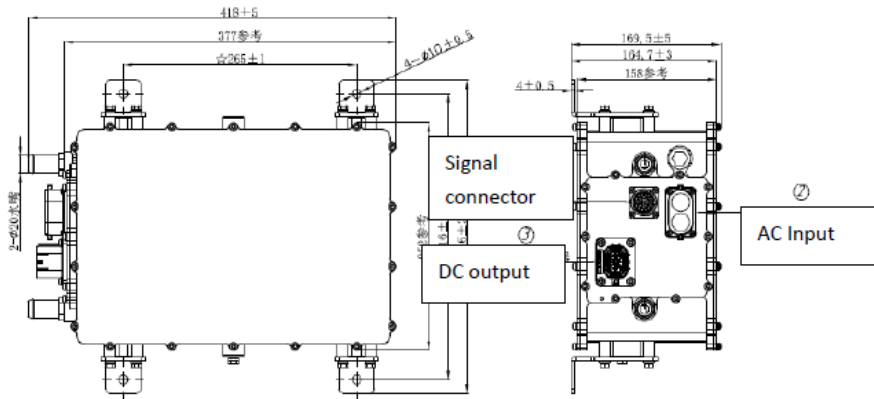 418±5
377参考
☆265±1
4-φ10±0.5
169.5±5
164.7±3
158参考
4±0.5
2-φ20水嘴
Signal
connector
②
AC Input
③
DC output